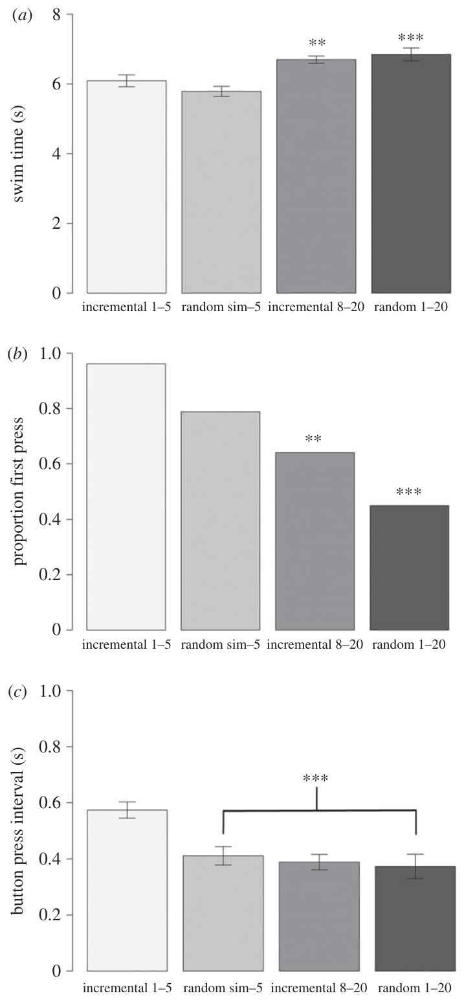 (a)
8
6
4
2
0
swim time (s)
**
***
incremental 1–5 random sim–5 incremental 8–20 random 1–20
(b)
1.0
0.8
0.6
0.4
0.2
0
proportion first press
**
***
incremental 1–5 random sim–5 incremental 8–20 random 1–20
(c)
1.0
0.8
0.6
0.4
0.2
0
button press interval (s)
***
incremental 1–5 random sim–5 incremental 8–20 random 1–20